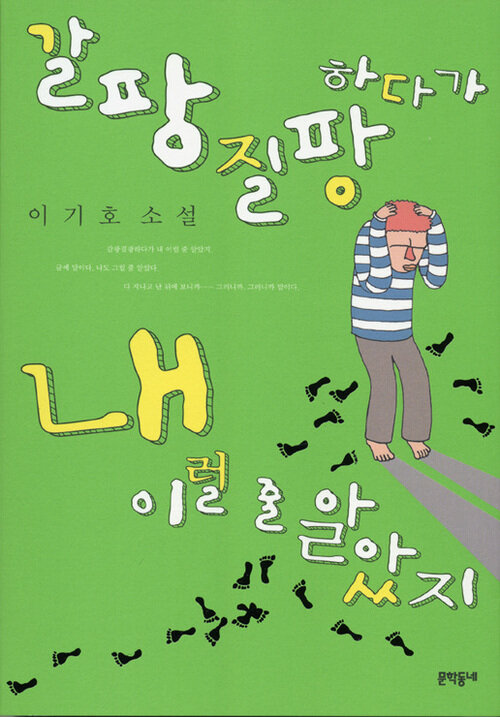 갈팡질팡
하다가
이기호 소설
갈팡질팡하다가 내 이럴 줄 알았지.
글쎄 말이다, 나도 그럴 줄 알았다.
다 지나고 난 뒤에 보니까…… 그러니까, 그러니까 말이다.
내
이럴 줄 알았지
문학동네